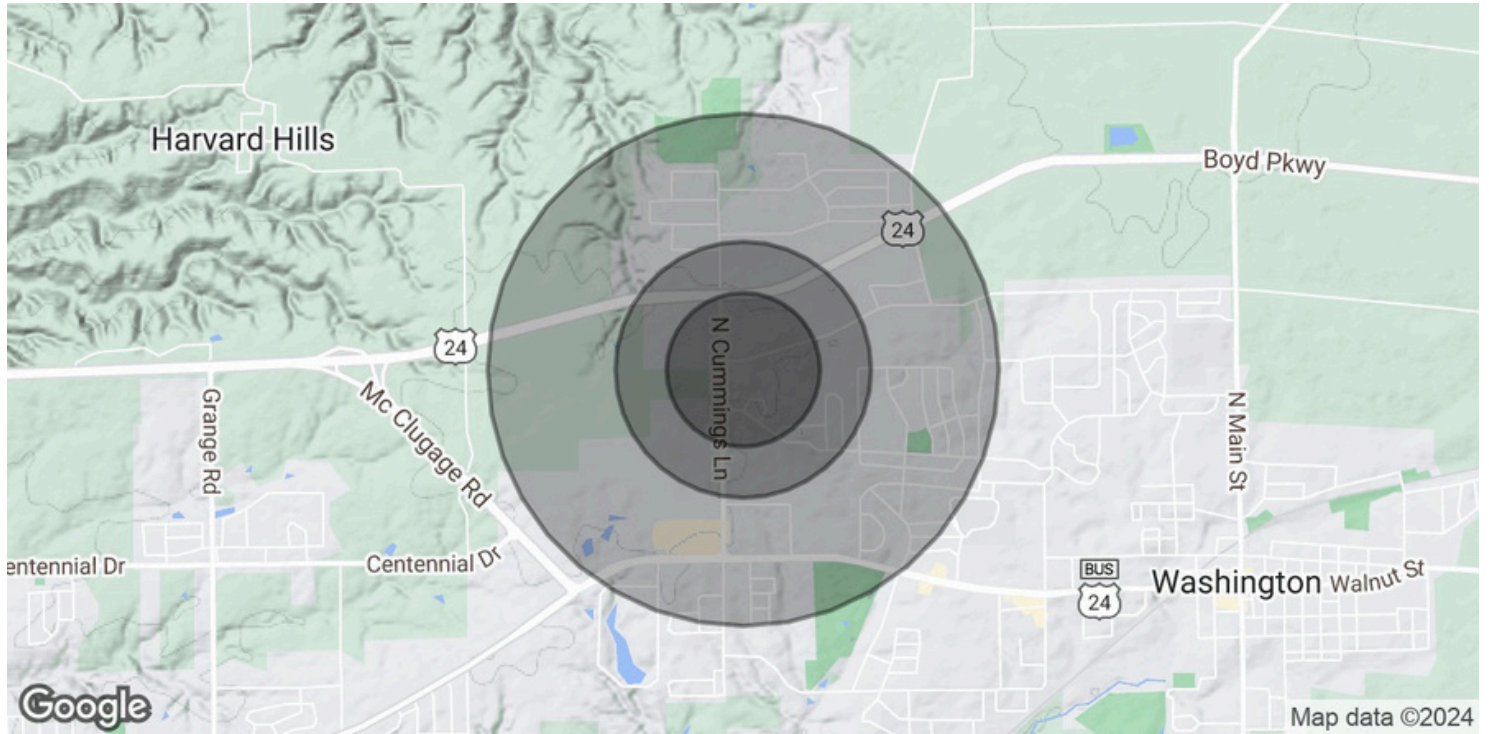 Harvard Hills
Boyd Pkwy
24
24
N Cummings Ln
Grange Rd
Mc Clugage Rd
N Main St
entennial Dr
Centennial Dr
BUS
24
Washington
Walnut St
Google
Map data ©2024